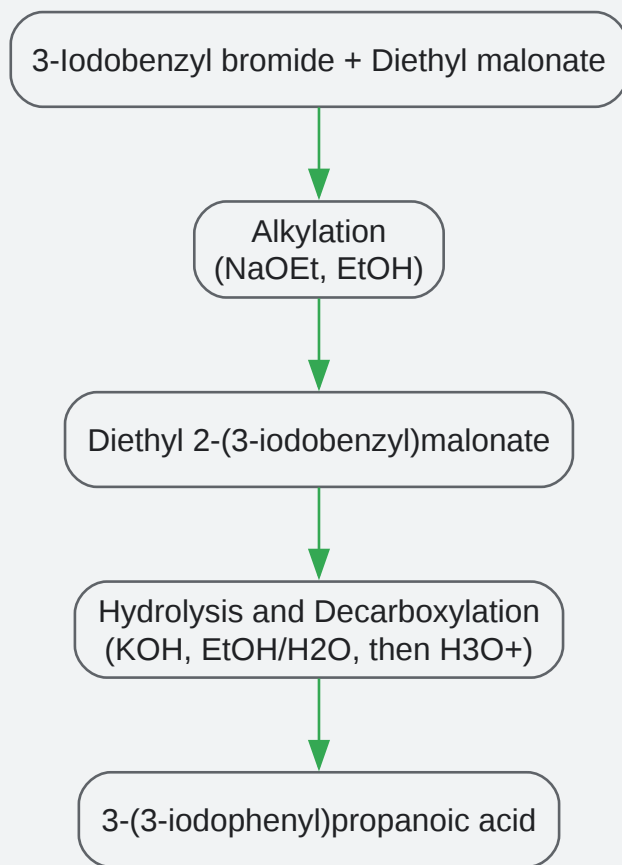 3-Iodobenzyl bromide + Diethyl malonate
Alkylation
(NaOEt, EtOH)
Diethyl 2-(3-iodobenzyl)malonate
Hydrolysis and Decarboxylation
(KOH, EtOH/H2O, then H3O+)
3-(3-iodophenyl)propanoic acid